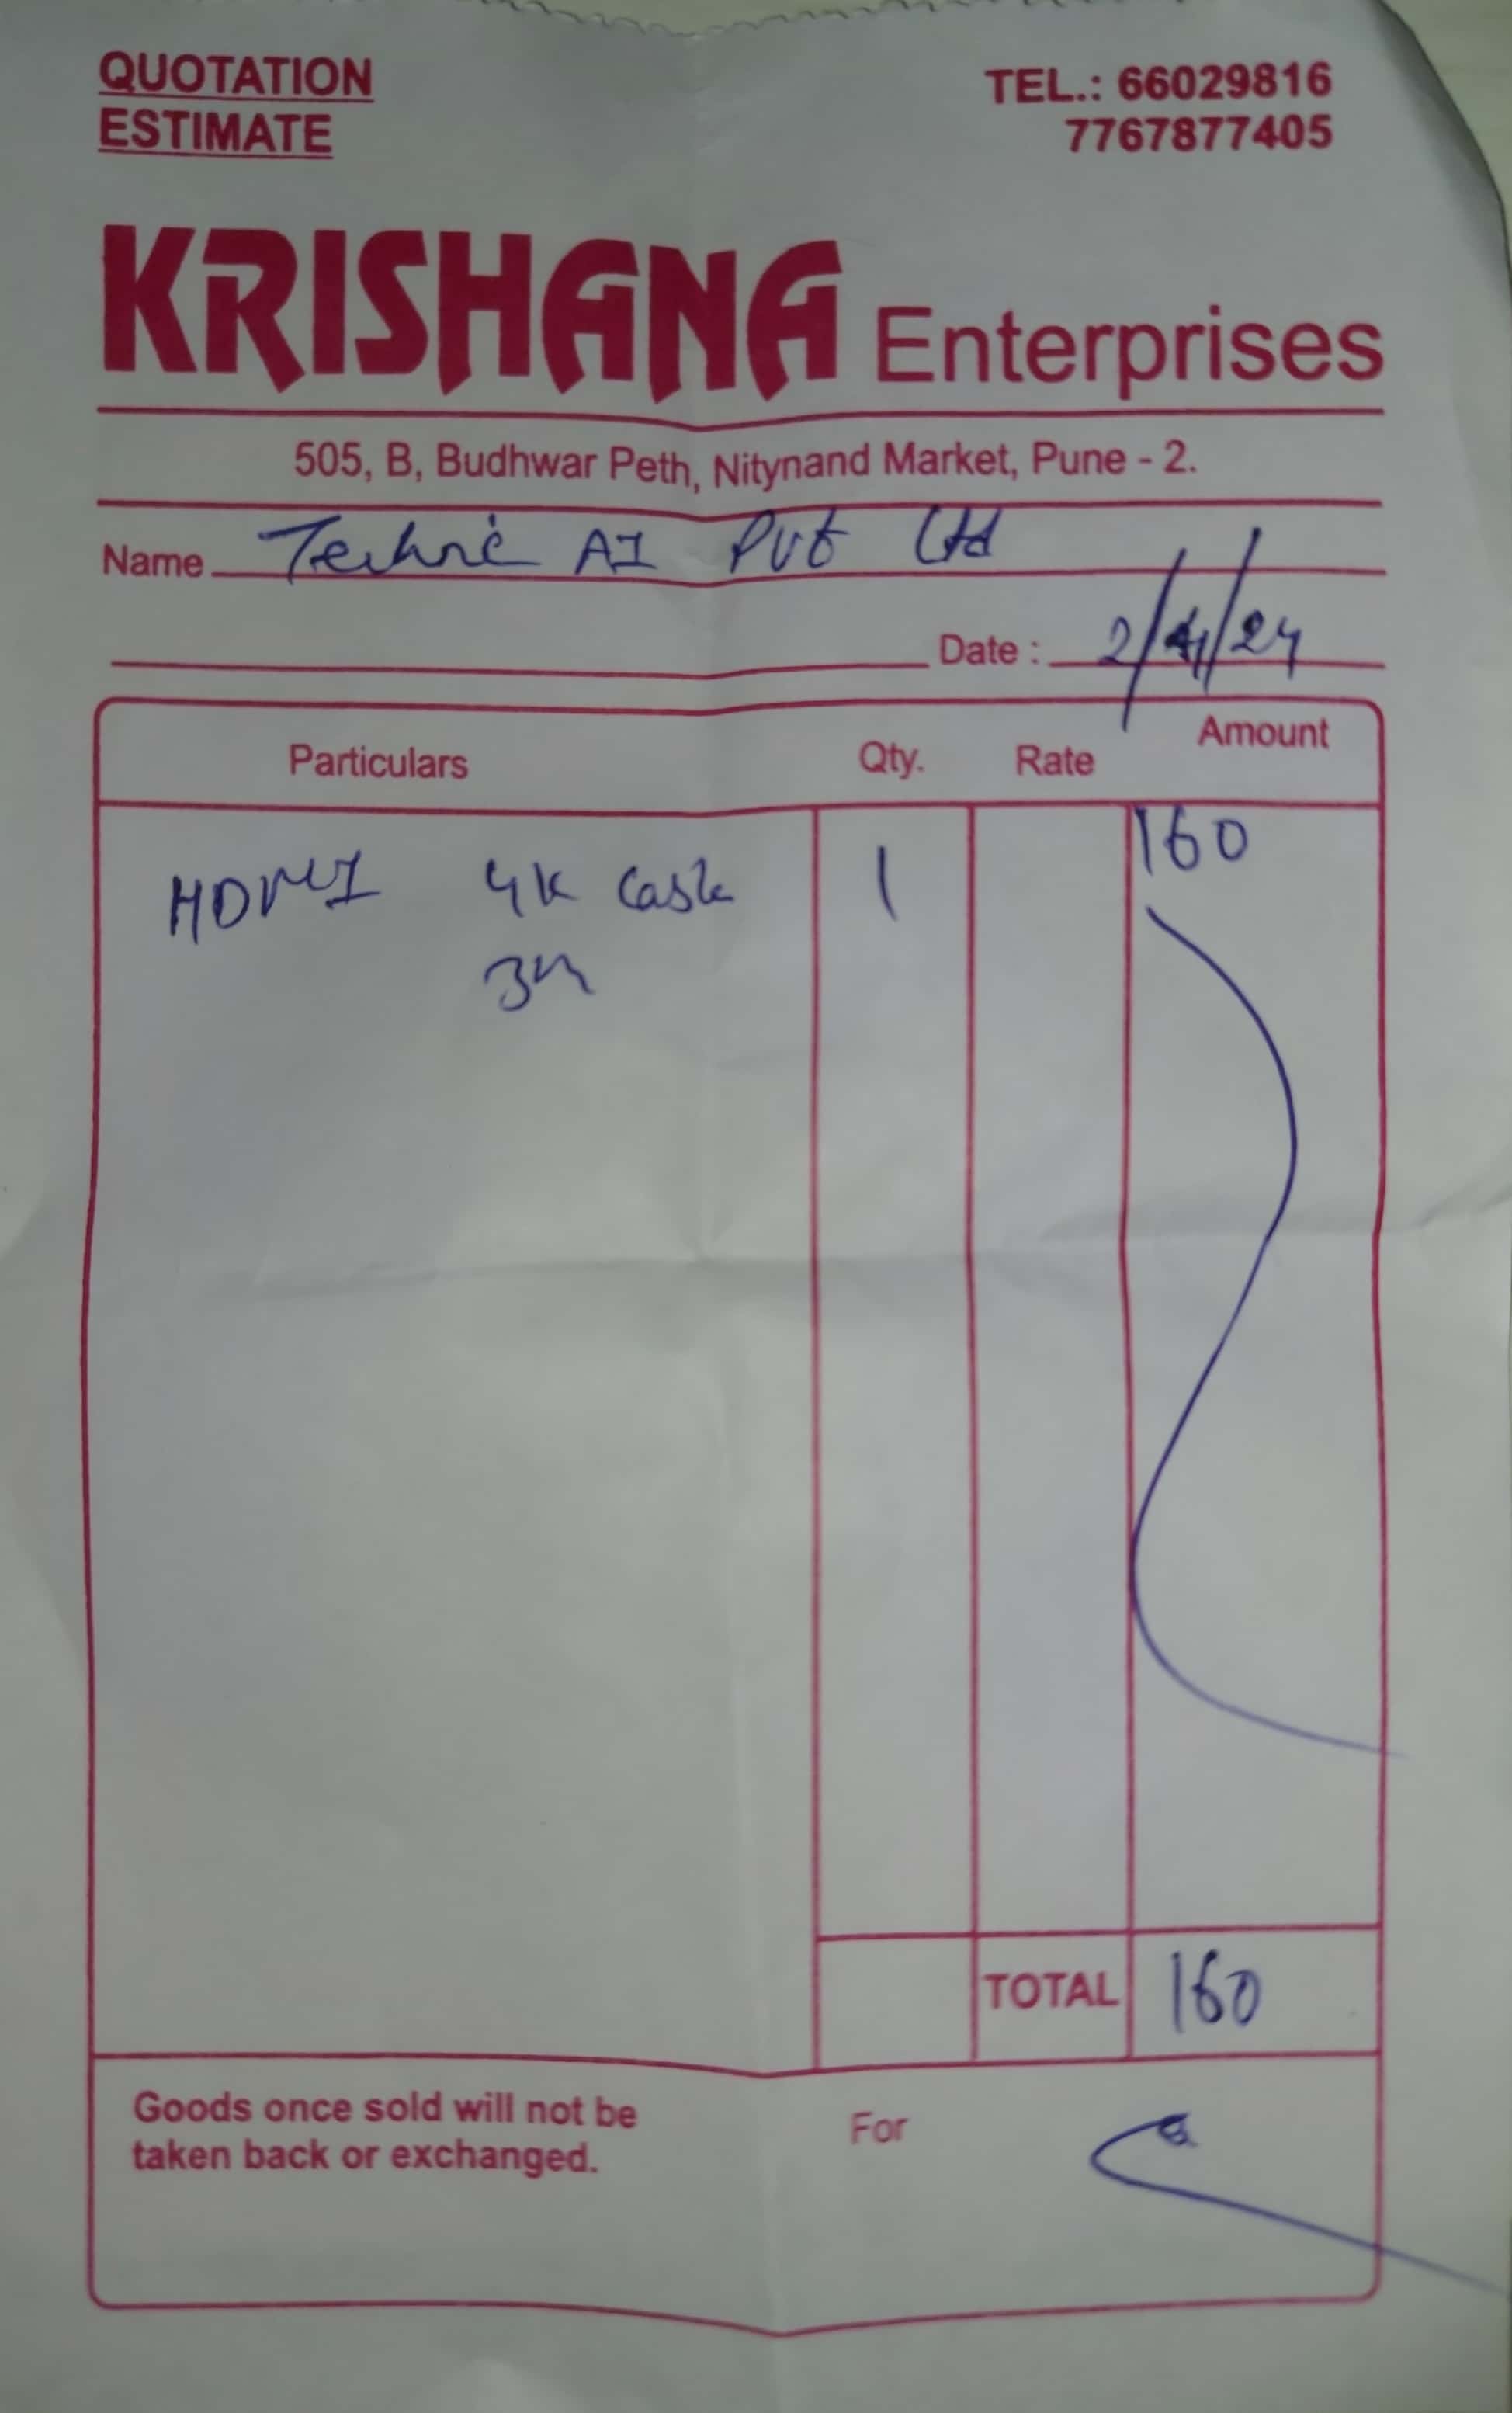 QUOTATION
ESTIMATE
TEL.: 66029816
7767877405
KRISHANA Enterprises
505, B, Budhwar Peth, Nitynand Market, Pune - 2.
Name Technic AI Pvt Ltd
Date : 2/4/24
Particulars Qty. Rate Amount
HDMI 4K Cable 1 160
3m
TOTAL 160
Goods once sold will not be
taken back or exchanged.
For